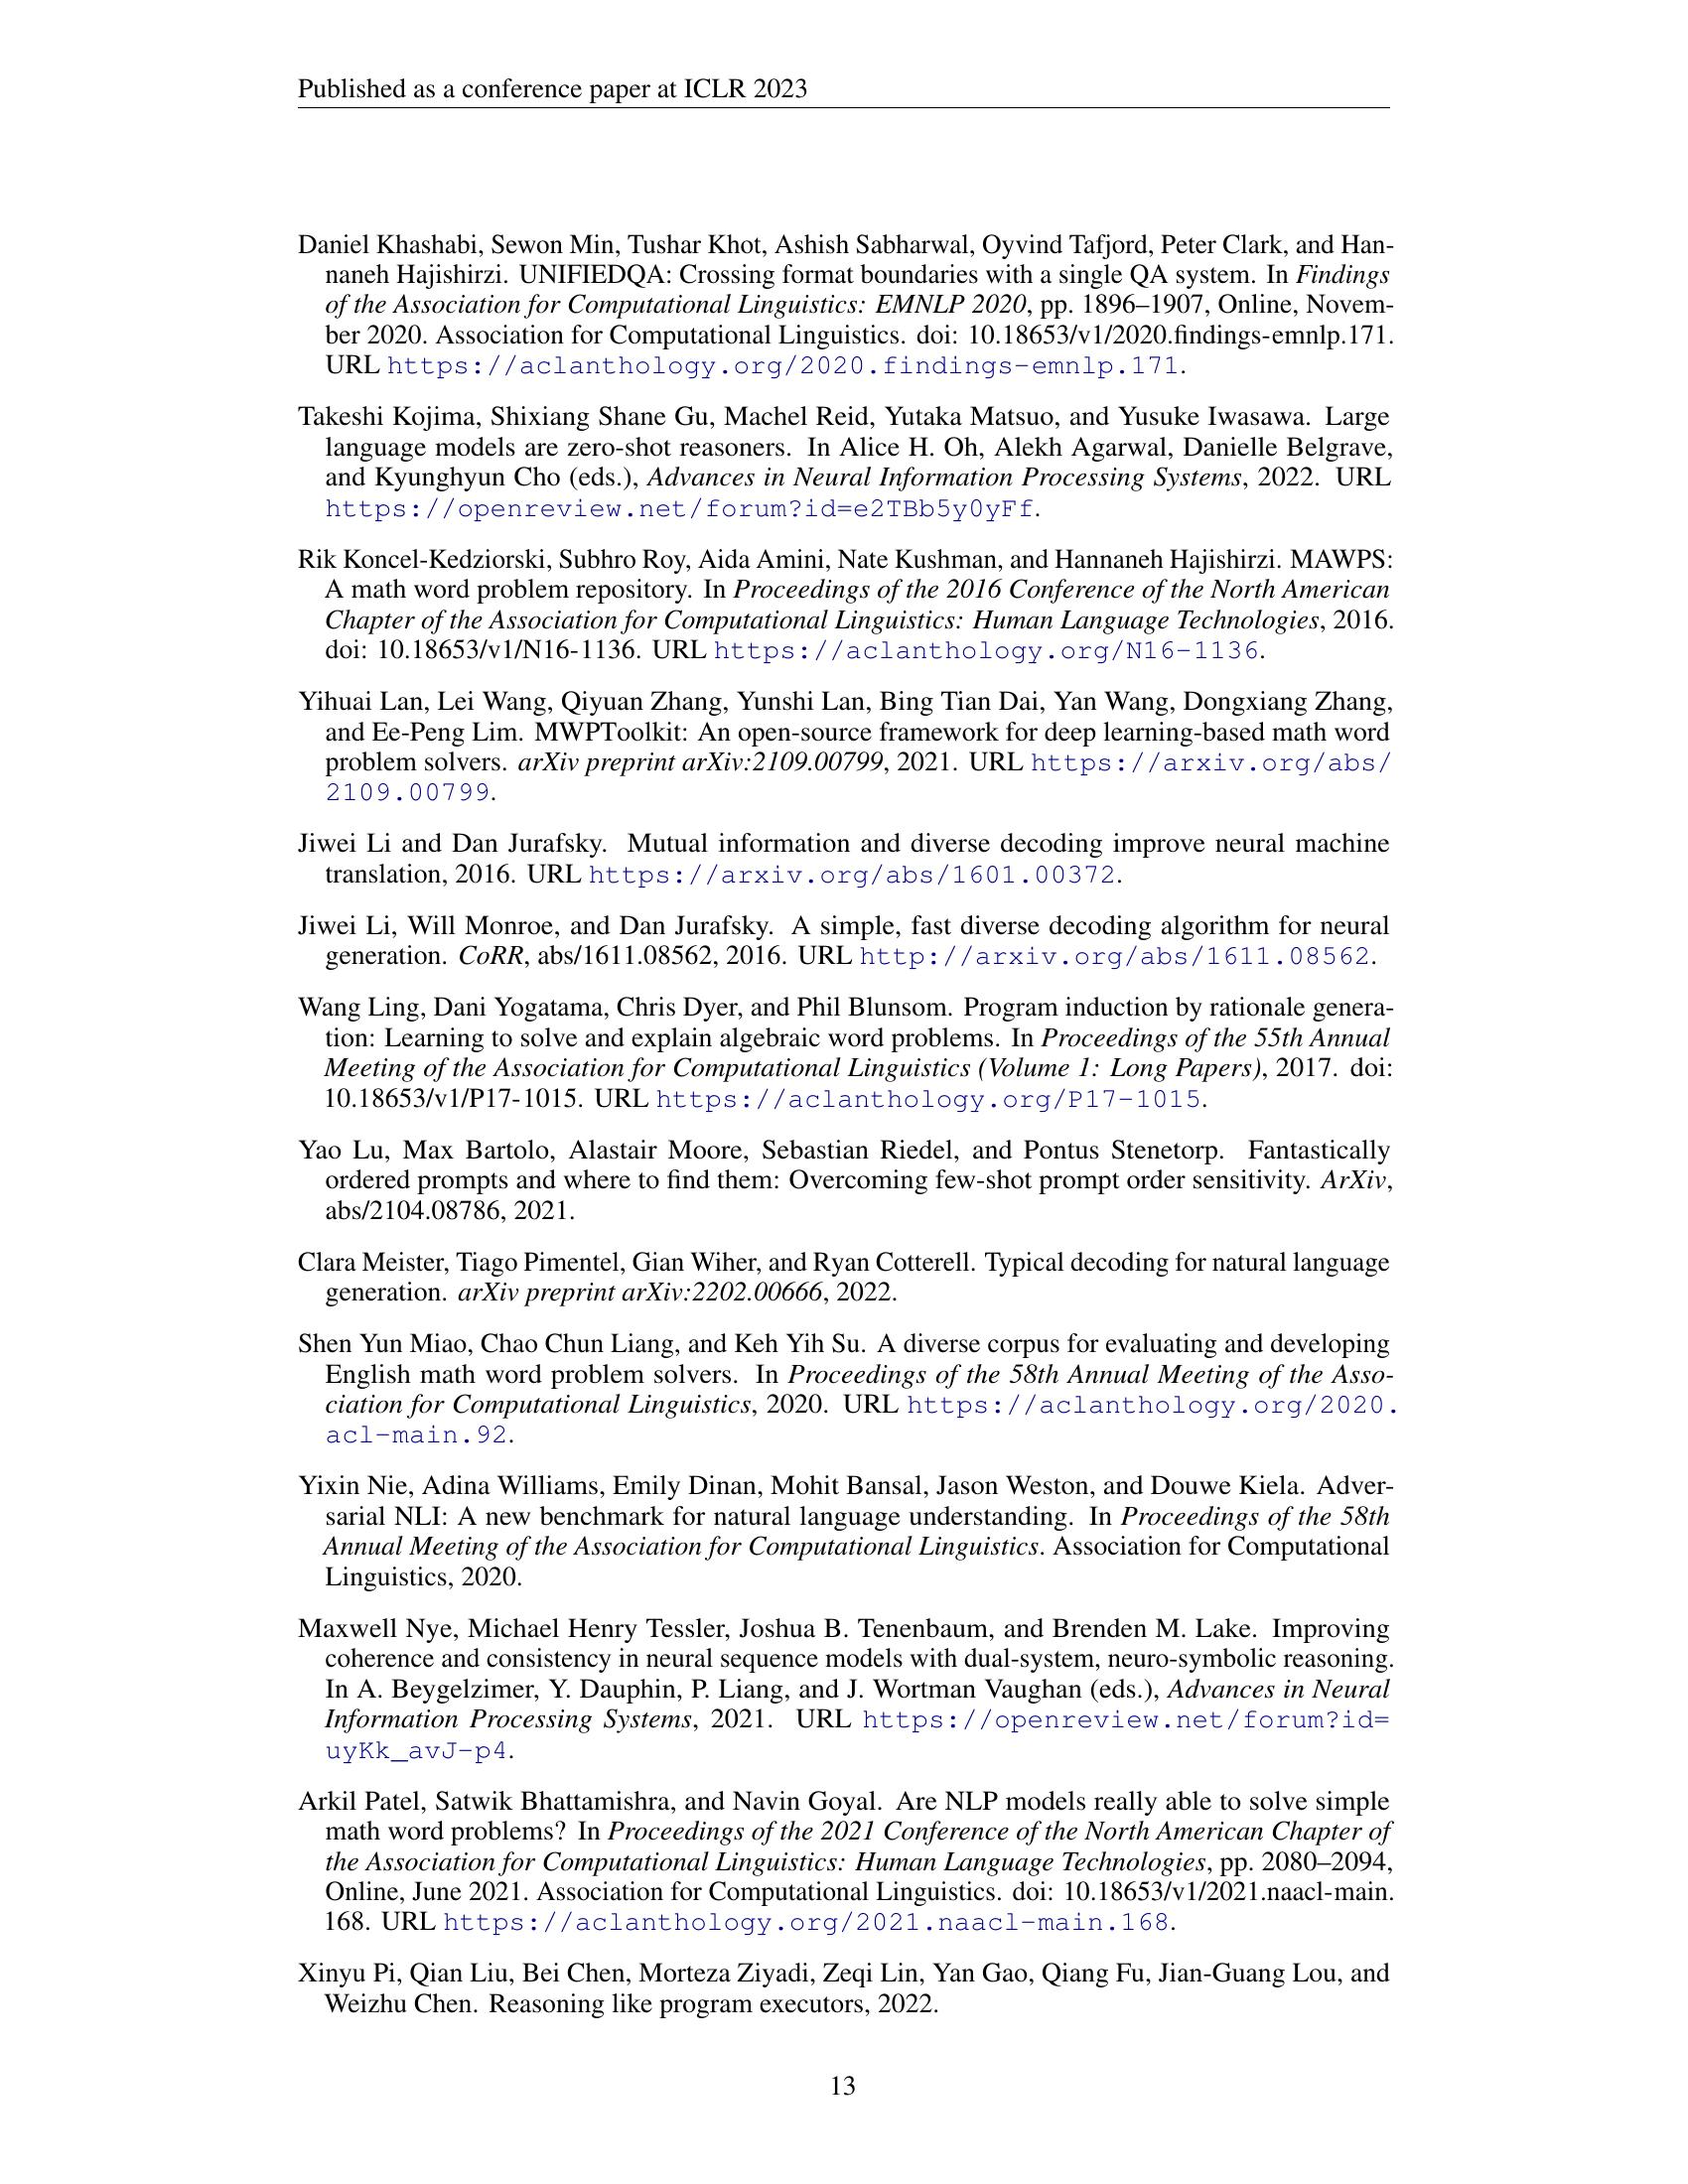 Published as a conference paper at ICLR 2023
Daniel Khashabi, Sewon Min, Tushar Khot, Ashish Sabharwal, Oyvind Tafjord, Peter Clark, and Han-
naneh Hajishirzi. UNIFIEDQA: Crossing format boundaries with a single QA system. In Findings
of the Association for Computational Linguistics: EMNLP 2020, pp. 1896–1907, Online, Novem-
ber 2020. Association for Computational Linguistics. doi: 10.18653/v1/2020.findings-emnlp.171.
URL https://aclanthology.org/2020.findings-emnlp.171.
Takeshi Kojima, Shixiang Shane Gu, Machel Reid, Yutaka Matsuo, and Yusuke Iwasawa. Large
language models are zero-shot reasoners. In Alice H. Oh, Alekh Agarwal, Danielle Belgrave,
and Kyunghyun Cho (eds.), Advances in Neural Information Processing Systems, 2022. URL
https://openreview.net/forum?id=e2TBb5y0yFf.
Rik Koncel-Kedziorski, Subhro Roy, Aida Amini, Nate Kushman, and Hannaneh Hajishirzi. MAWPS:
A math word problem repository. In Proceedings of the 2016 Conference of the North American
Chapter of the Association for Computational Linguistics: Human Language Technologies, 2016.
doi: 10.18653/v1/N16-1136. URL https://aclanthology.org/N16-1136.
Yihuai Lan, Lei Wang, Qiyuan Zhang, Yunshi Lan, Bing Tian Dai, Yan Wang, Dongxiang Zhang,
and Ee-Peng Lim. MWPToolkit: An open-source framework for deep learning-based math word
problem solvers. arXiv preprint arXiv:2109.00799, 2021. URL https://arxiv.org/abs/
2109.00799.
Jiwei Li and Dan Jurafsky. Mutual information and diverse decoding improve neural machine
translation, 2016. URL https://arxiv.org/abs/1601.00372.
Jiwei Li, Will Monroe, and Dan Jurafsky. A simple, fast diverse decoding algorithm for neural
generation. CoRR, abs/1611.08562, 2016. URL http://arxiv.org/abs/1611.08562.
Wang Ling, Dani Yogatama, Chris Dyer, and Phil Blunsom. Program induction by rationale genera-
tion: Learning to solve and explain algebraic word problems. In Proceedings of the 55th Annual
Meeting of the Association for Computational Linguistics (Volume 1: Long Papers), 2017. doi:
10.18653/v1/P17-1015. URL https://aclanthology.org/P17-1015.
Yao Lu, Max Bartolo, Alastair Moore, Sebastian Riedel, and Pontus Stenetorp. Fantastically
ordered prompts and where to find them: Overcoming few-shot prompt order sensitivity. ArXiv,
abs/2104.08786, 2021.
Clara Meister, Tiago Pimentel, Gian Wiher, and Ryan Cotterell. Typical decoding for natural language
generation. arXiv preprint arXiv:2202.00666, 2022.
Shen Yun Miao, Chao Chun Liang, and Keh Yih Su. A diverse corpus for evaluating and developing
English math word problem solvers. In Proceedings of the 58th Annual Meeting of the Asso-
ciation for Computational Linguistics, 2020. URL https://aclanthology.org/2020.
acl-main.92.
Yixin Nie, Adina Williams, Emily Dinan, Mohit Bansal, Jason Weston, and Douwe Kiela. Adver-
sarial NLI: A new benchmark for natural language understanding. In Proceedings of the 58th
Annual Meeting of the Association for Computational Linguistics. Association for Computational
Linguistics, 2020.
Maxwell Nye, Michael Henry Tessler, Joshua B. Tenenbaum, and Brenden M. Lake. Improving
coherence and consistency in neural sequence models with dual-system, neuro-symbolic reasoning.
In A. Beygelzimer, Y. Dauphin, P. Liang, and J. Wortman Vaughan (eds.), Advances in Neural
Information Processing Systems, 2021. URL https://openreview.net/forum?id=
uyKk_avJ-p4.
Arkil Patel, Satwik Bhattamishra, and Navin Goyal. Are NLP models really able to solve simple
math word problems? In Proceedings of the 2021 Conference of the North American Chapter of
the Association for Computational Linguistics: Human Language Technologies, pp. 2080–2094,
Online, June 2021. Association for Computational Linguistics. doi: 10.18653/v1/2021.naacl-main.
168. URL https://aclanthology.org/2021.naacl-main.168.
Xinyu Pi, Qian Liu, Bei Chen, Morteza Ziyadi, Zeqi Lin, Yan Gao, Qiang Fu, Jian-Guang Lou, and
Weizhu Chen. Reasoning like program executors, 2022.
13